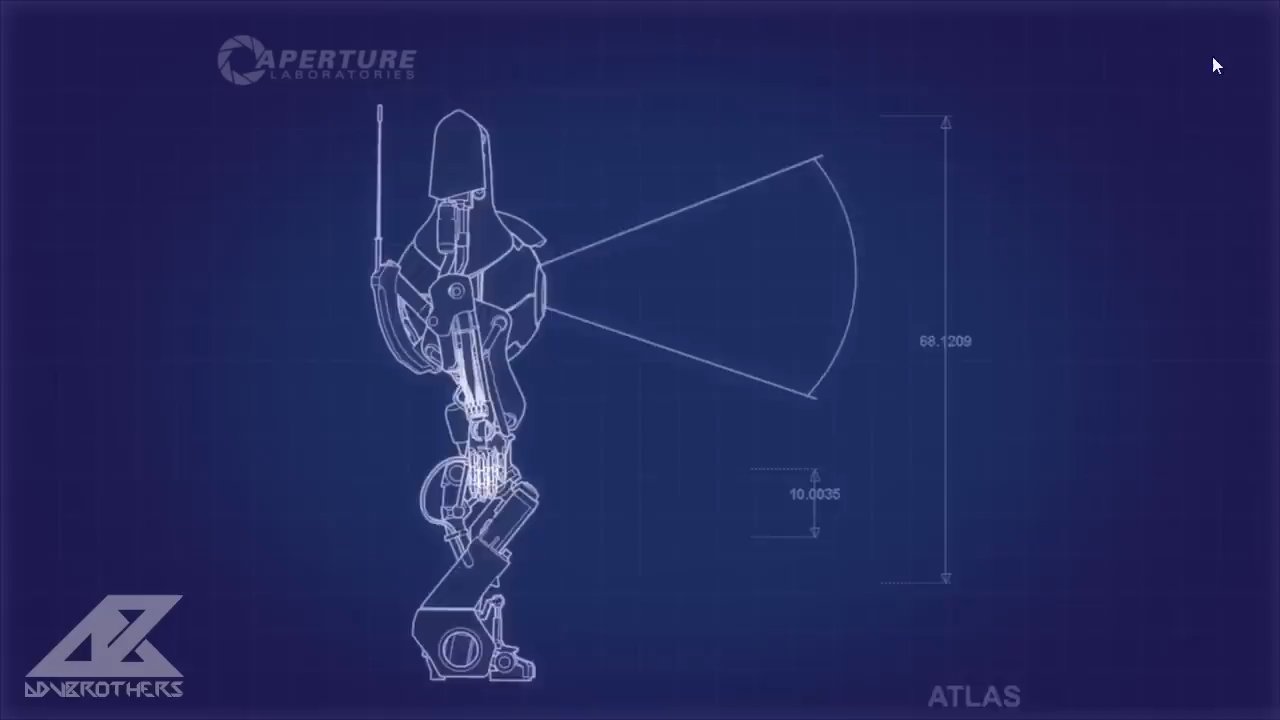 APERTURE
LABORATORIES
68.1209
10.0035
ADVBROTHERS
ATLAS